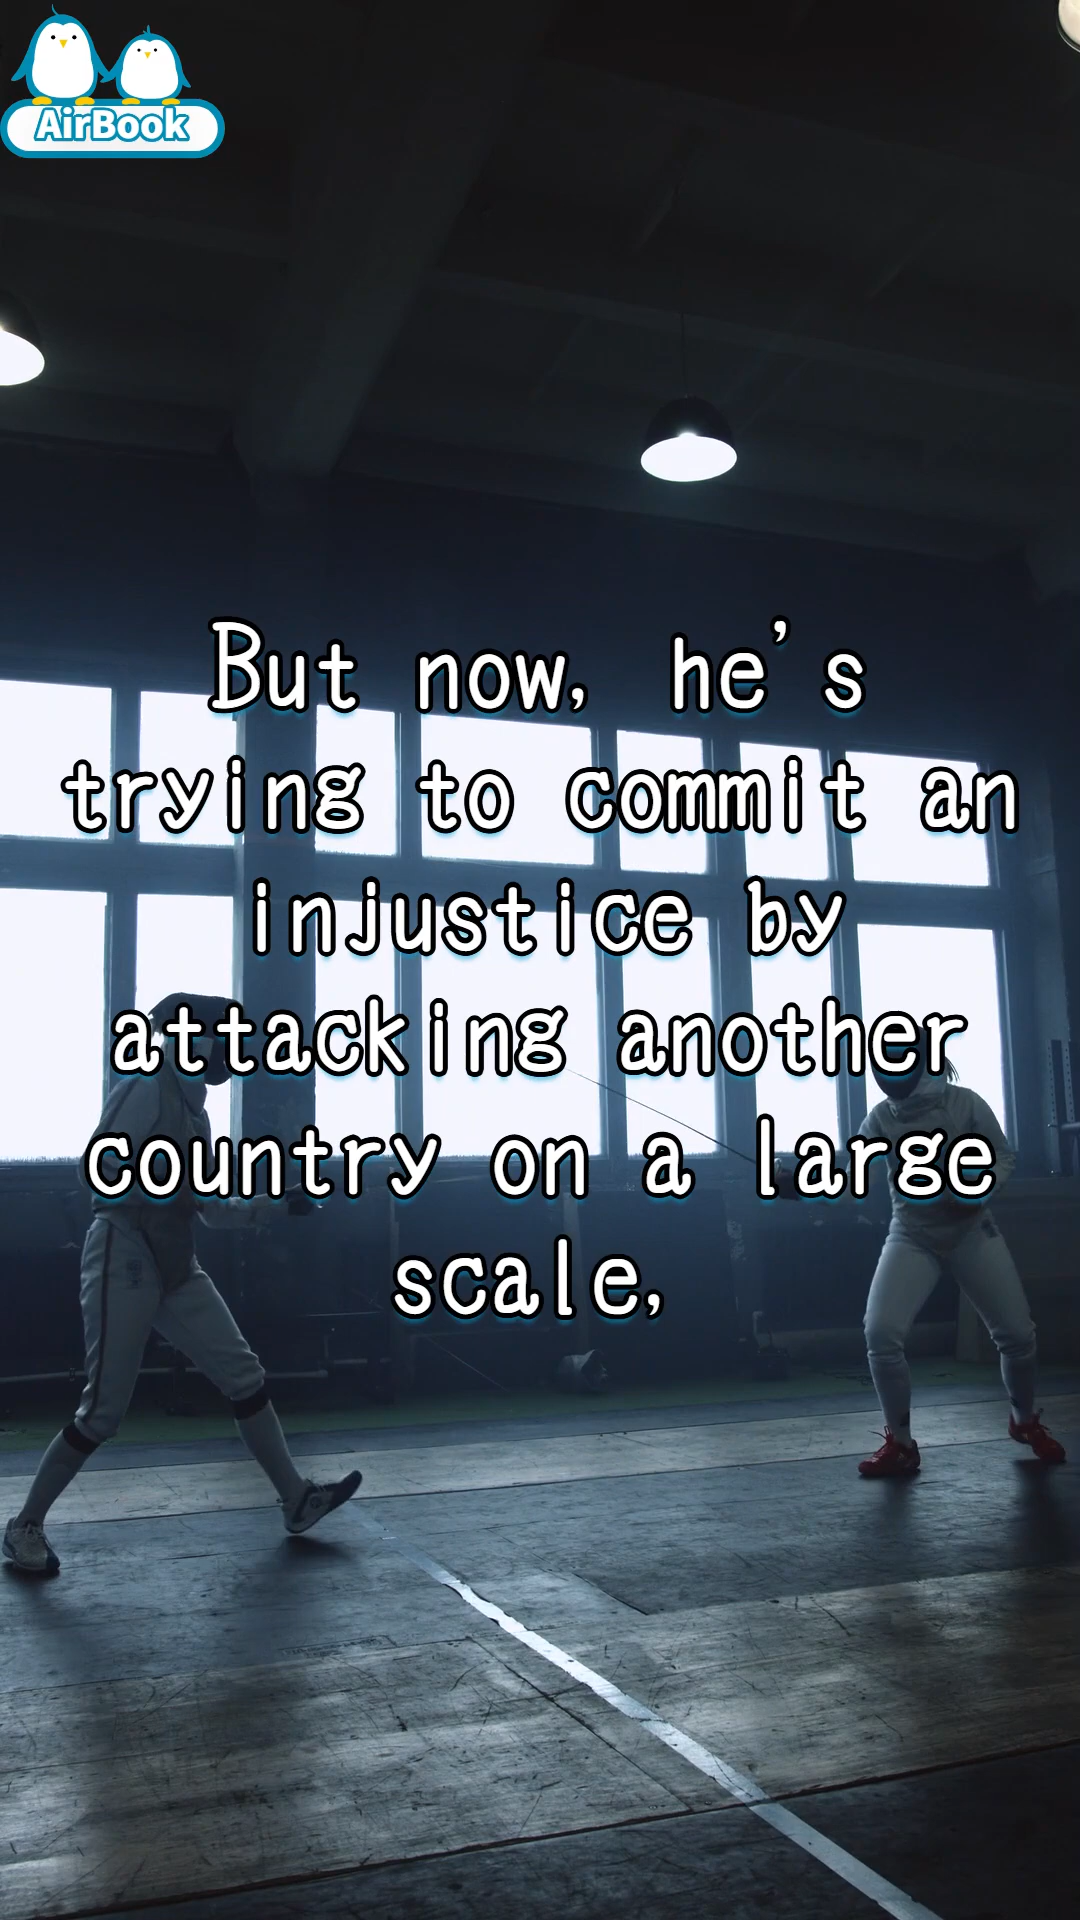 AirBook
But now, he's
trying to commit an
injustice by
attacking another
country on a large
scale,